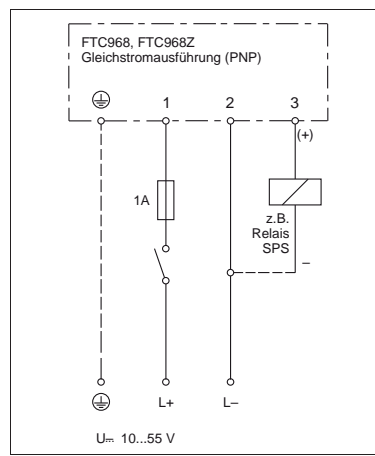 FTC968, FTC968Z
Gleichstromausführung (PNP)
1 2 3
(+)
1A
z.B.
Relais
SPS
–
L+ L–
U⎓ 10...55 V